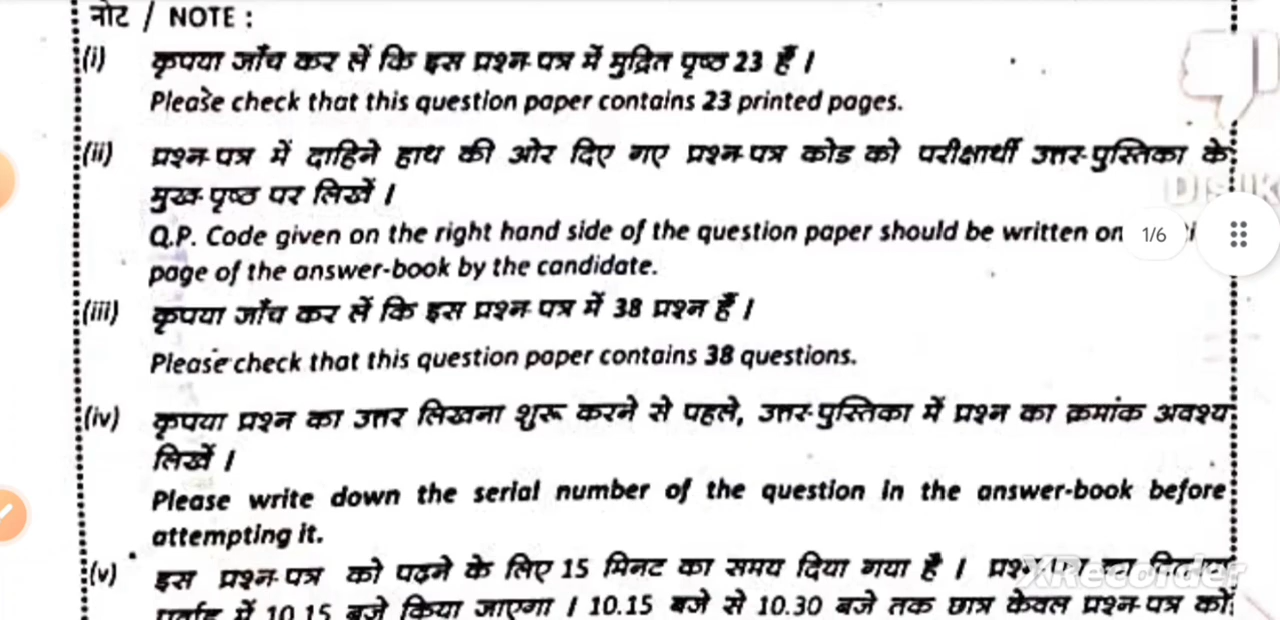 नोट / NOTE :
(i) कृपया जाँच कर लें कि इस प्रश्न-पत्र में मुद्रित पृष्ठ 23 हैं ।
Please check that this question paper contains 23 printed pages.
(ii) प्रश्न-पत्र में दाहिने हाथ की ओर दिए गए प्रश्न-पत्र कोड को परीक्षार्थी उत्तर-पुस्तिका के
मुख-पृष्ठ पर लिखें ।
Q.P. Code given on the right hand side of the question paper should be written on
1/6
page of the answer-book by the candidate.
(iii) कृपया जाँच कर लें कि इस प्रश्न-पत्र में 38 प्रश्न हैं ।
Please check that this question paper contains 38 questions.
(iv) कृपया प्रश्न का उत्तर लिखना शुरू करने से पहले, उत्तर-पुस्तिका में प्रश्न का क्रमांक अवश्य
लिखें ।
Please write down the serial number of the question in the answer-book before
attempting it.
(v) इस प्रश्न-पत्र को पढ़ने के लिए 15 मिनट का समय दिया गया है ।
XRecorder
पूर्वाह्न में 10.15 बजे किया जाएगा । 10.15 बजे से 10.30 बजे तक छात्र केवल प्रश्न-पत्र को